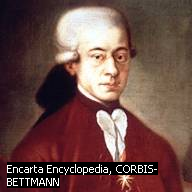 Encarta Encyclopedia, CORBIS-
BETTMANN